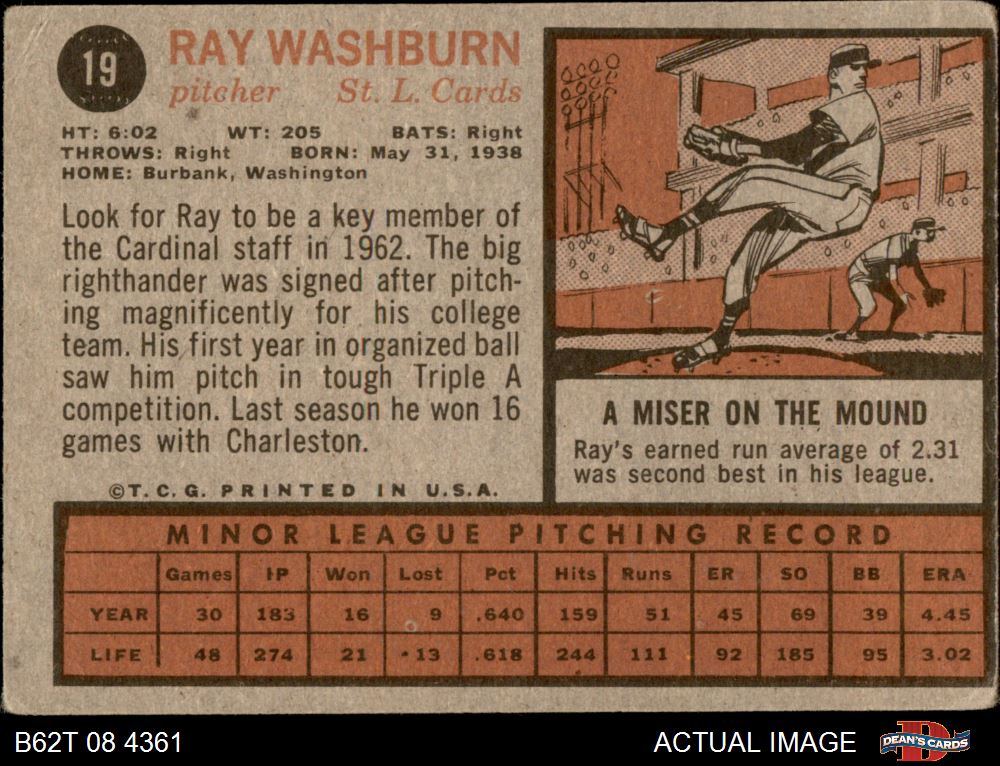 19
RAY WASHBURN
pitcher St. L. Cards
HT: 6:02 WT: 205 BATS: Right
THROWS: Right BORN: May 31, 1938
HOME: Burbank, Washington
Look for Ray to be a key member of
the Cardinal staff in 1962. The big
righthander was signed after pitch-
ing magnificently for his college
team. His first year in organized ball
saw him pitch in tough Triple A
competition. Last season he won 16
games with Charleston.
©T.C.G. PRINTED IN U.S.A.
A MISER ON THE MOUND
Ray's earned run average of 2.31
was second best in his league.
MINOR LEAGUE PITCHING RECORD
Games IP Won Lost Pct Hits Runs ER SO BB ERA
YEAR 30 183 16 9 .640 159 51 45 69 39 4.45
LIFE 48 274 21 13 .618 244 111 92 185 95 3.02
B62T 08 4361 ACTUAL IMAGE DEAN'S CARDS